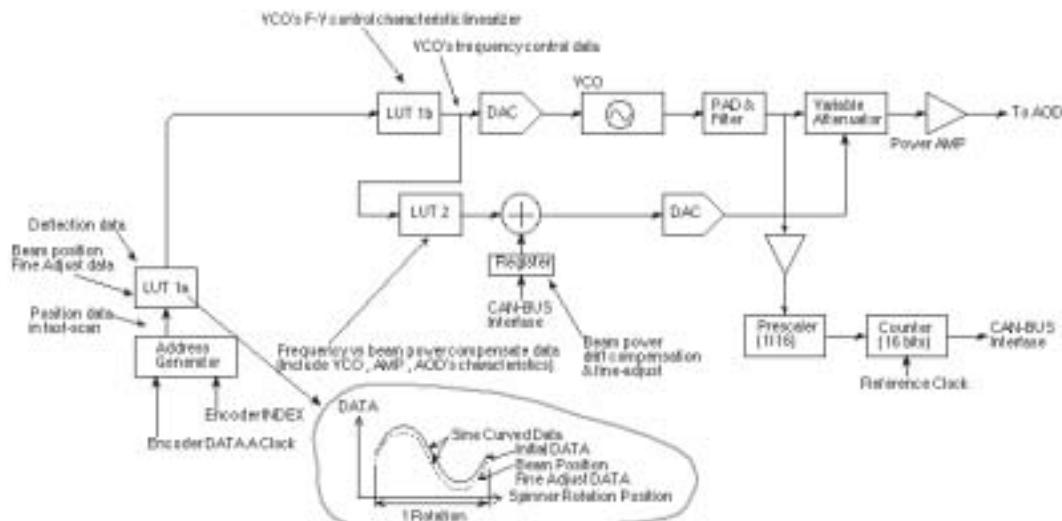 YCO's F-Y control characteristic linearizer
YCO's frequency control data
YCO
LUT 1b
DAC
PAD &
Filter
Variable
Attenuator
Power AMP
To AOD
LUT 2
DAC
Deflection data
Beam position
Fine Adjust data
LUT 1a
Register
CAN-BUS
Interface
Position data
in fast-scan
Address
Generator
Frequency vs beam power compensate data
(Include YCO, AMP, AOD's characteristics)
Beam power
drift compensation
& fine-adjust
Prescaler
(1/16)
Counter
(16 bits)
CAN-BUS
Interface
Reference Clock
Encoder INDEX
Encoder DATA A Clock
DATA
Sine Curved Data
Initial DATA
Beam Position
Fine Adjust DATA
Spinner Rotation Position
1 Rotation